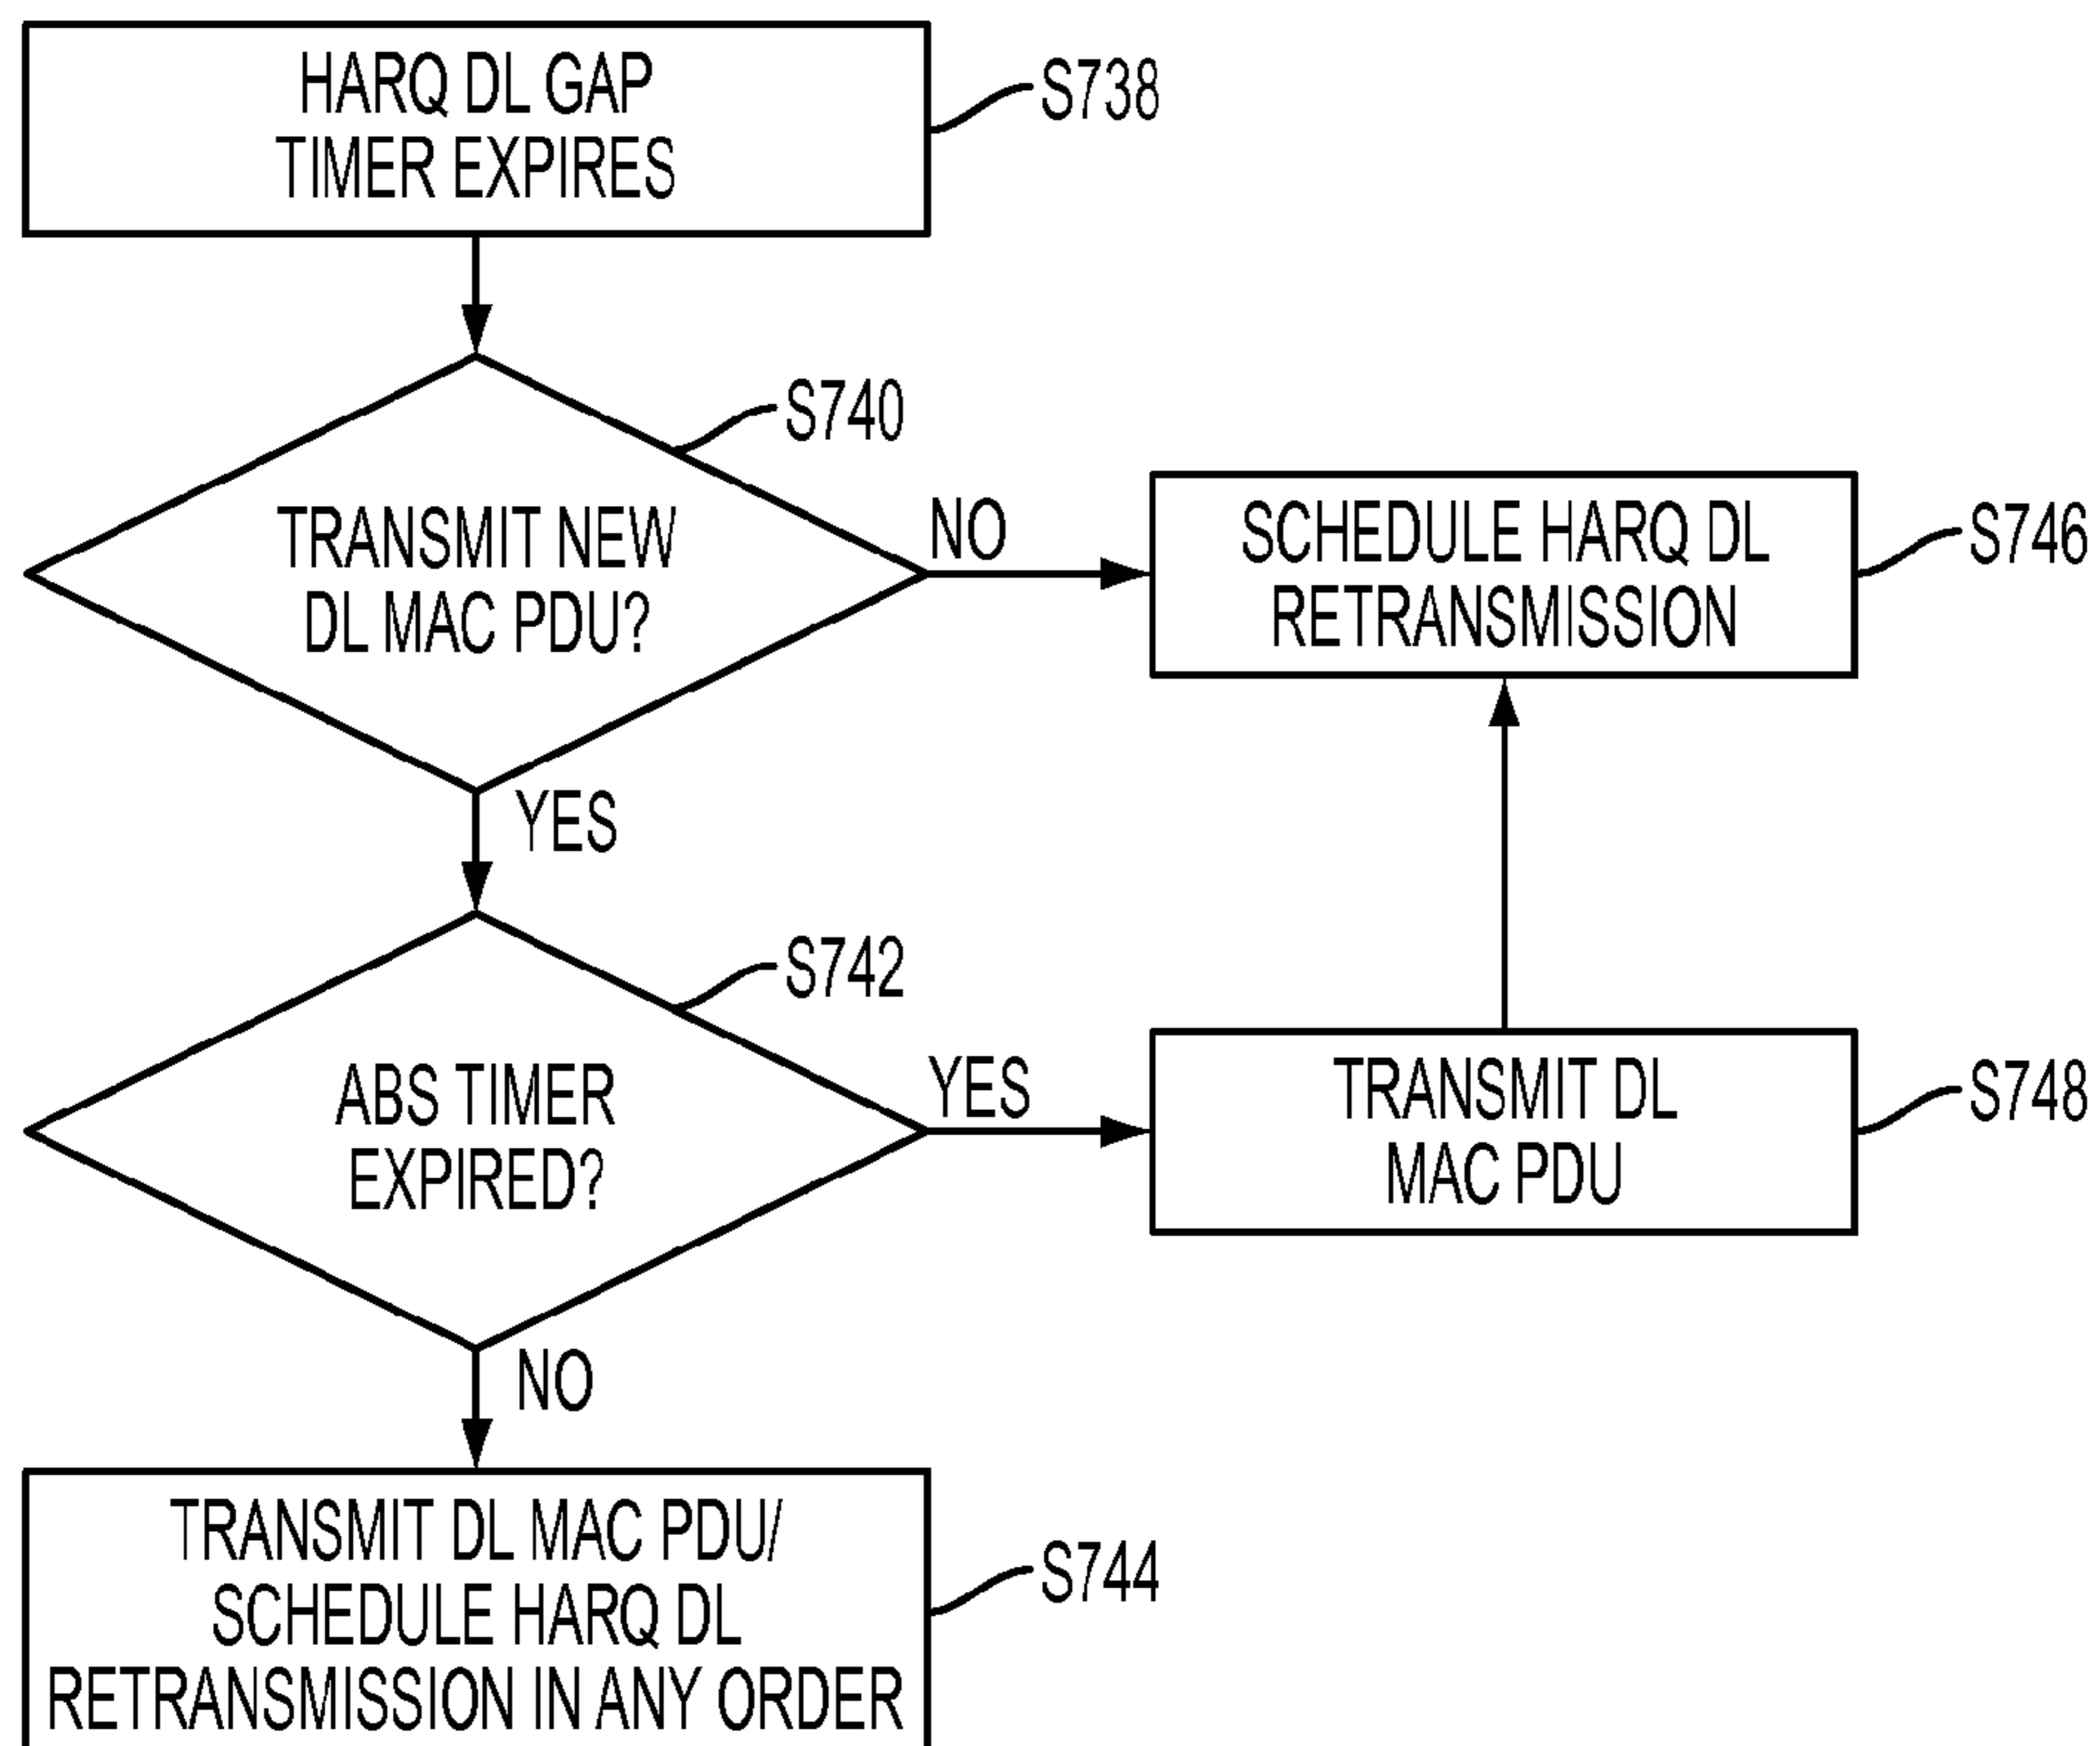 HARQ DL GAP
TIMER EXPIRES
S738
S740
TRANSMIT NEW
DL MAC PDU?
NO
SCHEDULE HARQ DL
RETRANSMISSION
S746
YES
S742
ABS TIMER
EXPIRED?
YES
TRANSMIT DL
MAC PDU
S748
NO
TRANSMIT DL MAC PDU/
SCHEDULE HARQ DL
RETRANSMISSION IN ANY ORDER
S744